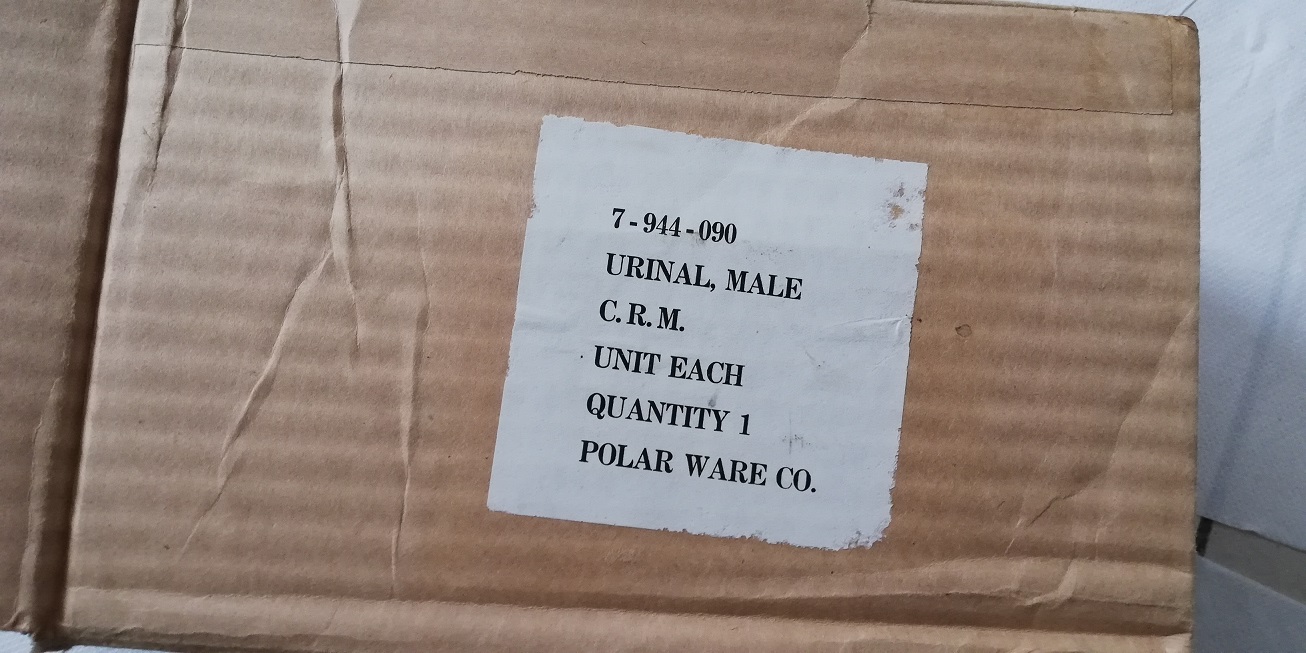 7-944-090
URINAL, MALE
C. R. M.
UNIT EACH
QUANTITY 1
POLAR WARE CO.